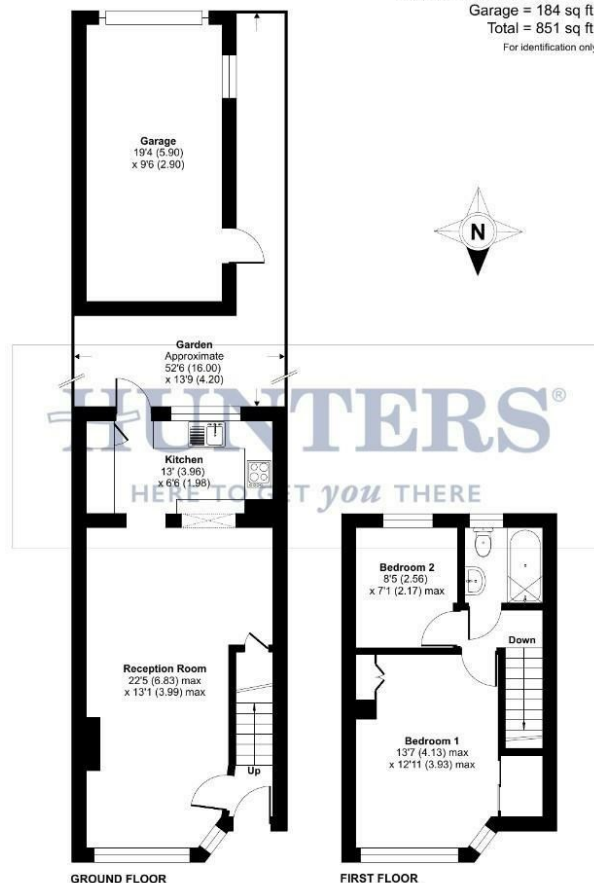 Garage = 184 sq ft
Total = 851 sq ft
For identification only
Garage
19'4 (5.90)
x 9'6 (2.90)
N
Garden
Approximate
52'6 (16.00)
x 13'9 (4.20)
HUNTERS®
HERE TO GET you THERE
Kitchen
13' (3.96)
x 6'6 (1.98)
Reception Room
22'5 (6.83) max
x 13'1 (3.99) max
Up
GROUND FLOOR
Bedroom 2
8'5 (2.56)
x 7'1 (2.17) max
Down
Bedroom 1
13'7 (4.13) max
x 12'11 (3.93) max
FIRST FLOOR